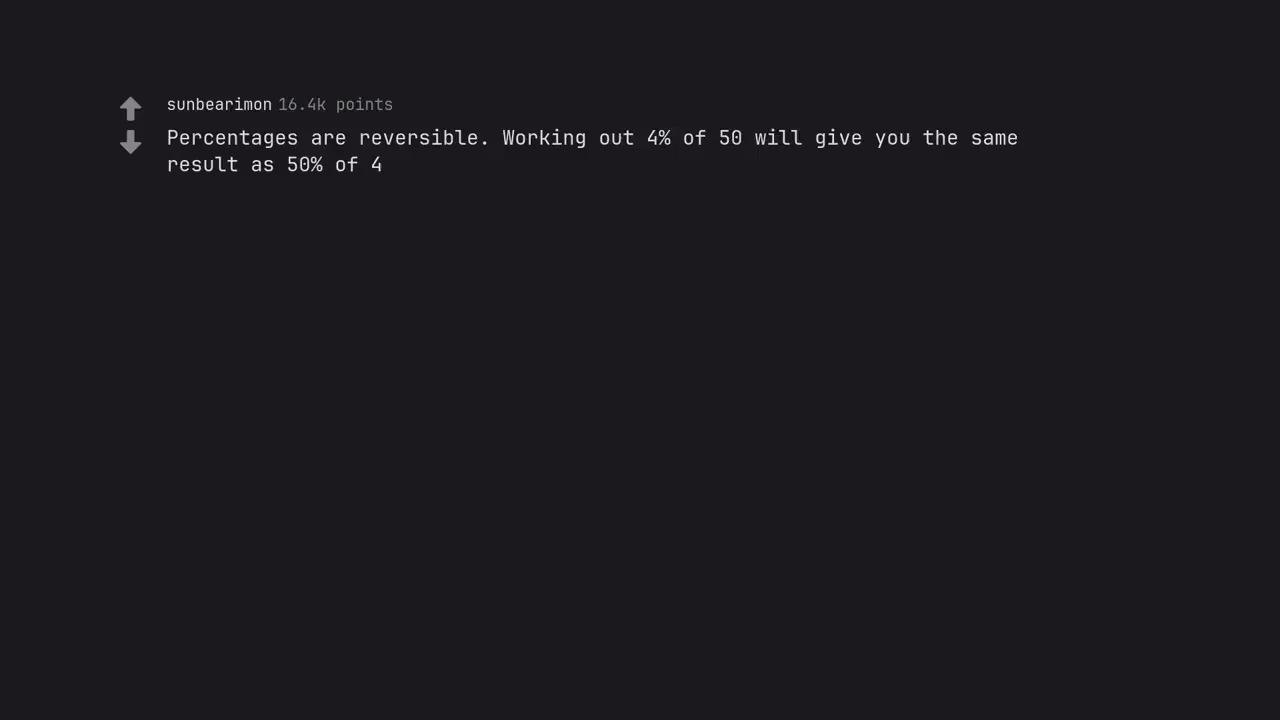 sunbearimon 16.4k points
Percentages are reversible. Working out 4% of 50 will give you the same
result as 50% of 4